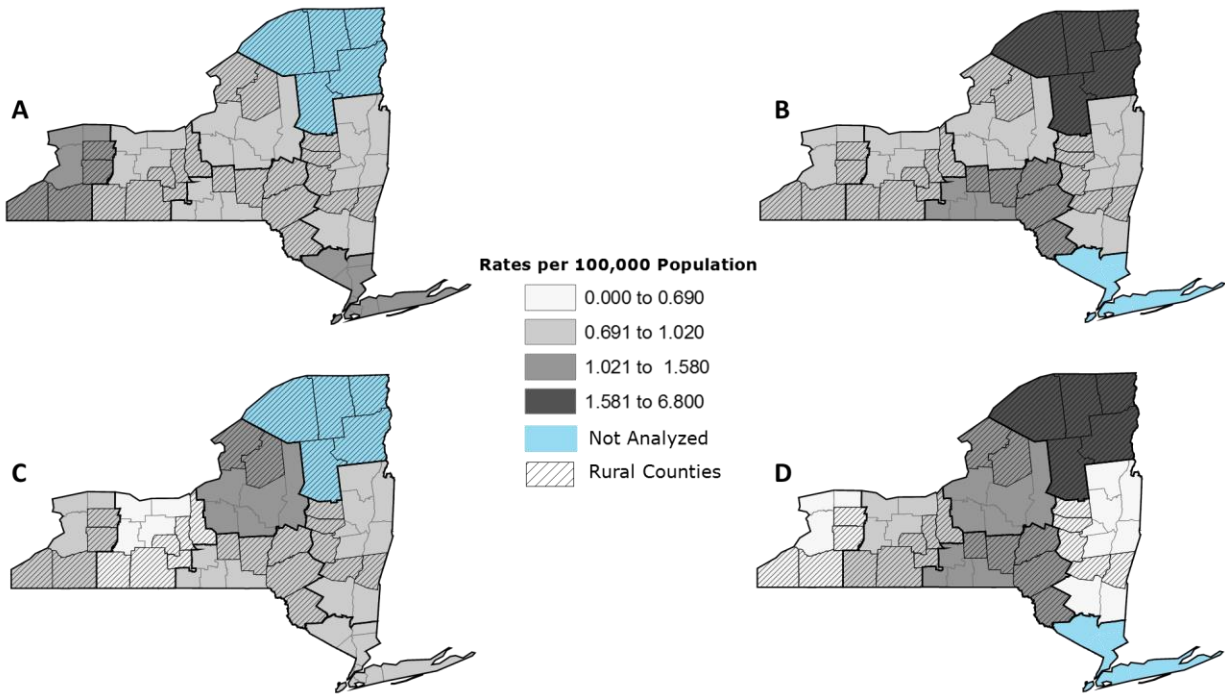 A
B
Rates per 100,000 Population
0.000 to 0.690
0.691 to 1.020
1.021 to 1.580
1.581 to 6.800
Not Analyzed
Rural Counties
C
D